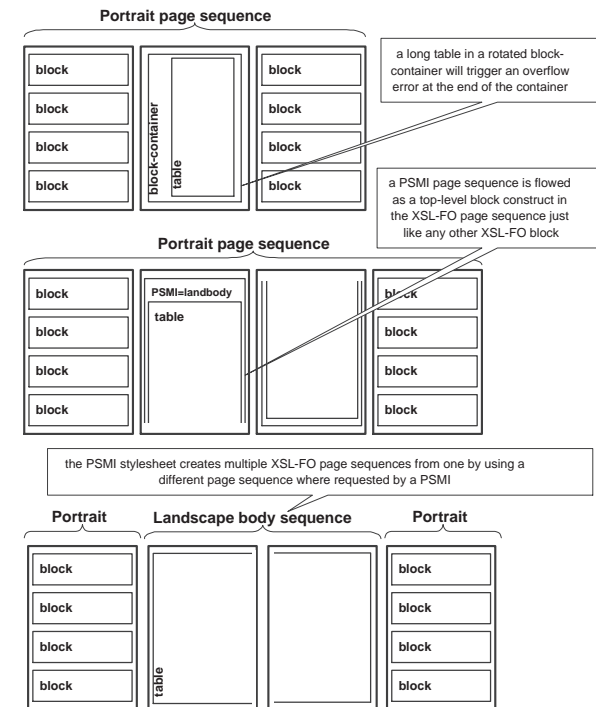 Portrait page sequence
block
block
block
block
block-container
table
block
block
block
block
a long table in a rotated block-
container will trigger an overflow
error at the end of the container
a PSMI page sequence is flowed
as a top-level block construct in
the XSL-FO page sequence just
like any other XSL-FO block
Portrait page sequence
block
block
block
block
PSMI=landbody
table
block
block
block
block
the PSMI stylesheet creates multiple XSL-FO page sequences from one by using a
different page sequence where requested by a PSMI
Portrait
Landscape body sequence
Portrait
block
block
block
block
table
block
block
block
block